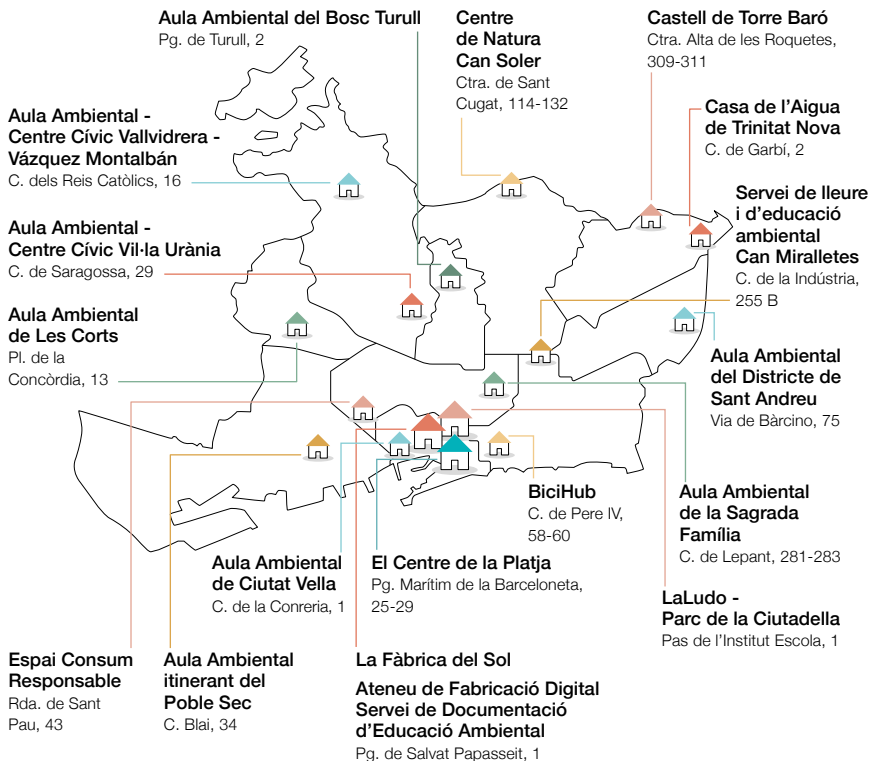 Aula Ambiental del Bosc Turull
Pg. de Turull, 2
Centre
de Natura
Can Soler
Ctra. de Sant
Cugat, 114-132
Castell de Torre Baró
Ctra. Alta de les Roquetes,
309-311
Casa de l'Aigua
de Trinitat Nova
C. de Garbí, 2
Aula Ambiental -
Centre Cívic Vallvidrera -
Vázquez Montalbán
C. dels Reis Catòlics, 16
Servei de lleure
i d'educació
ambiental
Can Miralletes
C. de la Indústria,
255 B
Aula Ambiental -
Centre Cívic Vil·la Urània
C. de Saragossa, 29
Aula Ambiental
de Les Corts
Pl. de la
Concòrdia, 13
Aula Ambiental
del Districte de
Sant Andreu
Via de Bàrcino, 75
BiciHub
C. de Pere IV,
58-60
Aula Ambiental
de la Sagrada
Família
C. de Lepant, 281-283
Aula Ambiental
de Ciutat Vella
C. de la Conreria, 1
El Centre de la Platja
Pg. Marítim de la Barceloneta,
25-29
LaLudo -
Parc de la Ciutadella
Pas de l'Institut Escola, 1
Espai Consum
Responsable
Rda. de Sant
Pau, 43
Aula Ambiental
itinerant del
Poble Sec
C. Blai, 34
La Fàbrica del Sol
Ateneu de Fabricació Digital
Servei de Documentació
d'Educació Ambiental
Pg. de Salvat Papasseit, 1